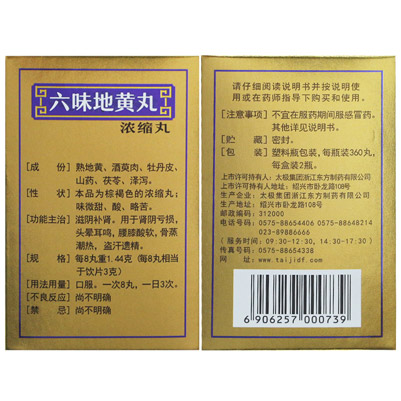 六味地黄丸
浓缩丸
[成　份] 熟地黄、酒萸肉、牡丹皮、
山药、茯苓、泽泻。
[性　状] 本品为棕褐色的浓缩丸；
味微甜、酸、略苦。
[功能主治] 滋阴补肾。用于肾阴亏损，
头晕耳鸣，腰膝酸软，骨蒸
潮热，盗汗遗精。
[规　格] 每8丸重1.44克（每8丸相当
于饮片3克）
[用法用量] 口服。一次8丸，一日3次。
[不良反应] 尚不明确
[禁　忌] 尚不明确
请仔细阅读说明书并按说明使
用或在药师指导下购买和使用。
[注意事项] 不宜在服药期间服感冒药。
其他详见说明书。
[贮　藏] 密封。
[包　装] 塑料瓶包装，每瓶装360丸，
每盒装2瓶。
上市许可持有人：太极集团浙江东方制药有限公司
上市许可持有人地址：绍兴市卧龙路108号
生产企业：太极集团浙江东方制药有限公司
生产地址：绍兴市卧龙路108号
邮政编码：312000
电话号码：0575-88654406 0575-88648214
023-89886666
(服务时间：09:30-12:30，14:30-17:30)
传真号码：0575-88654338
网址：www.taijidf.com
6 906257 000739